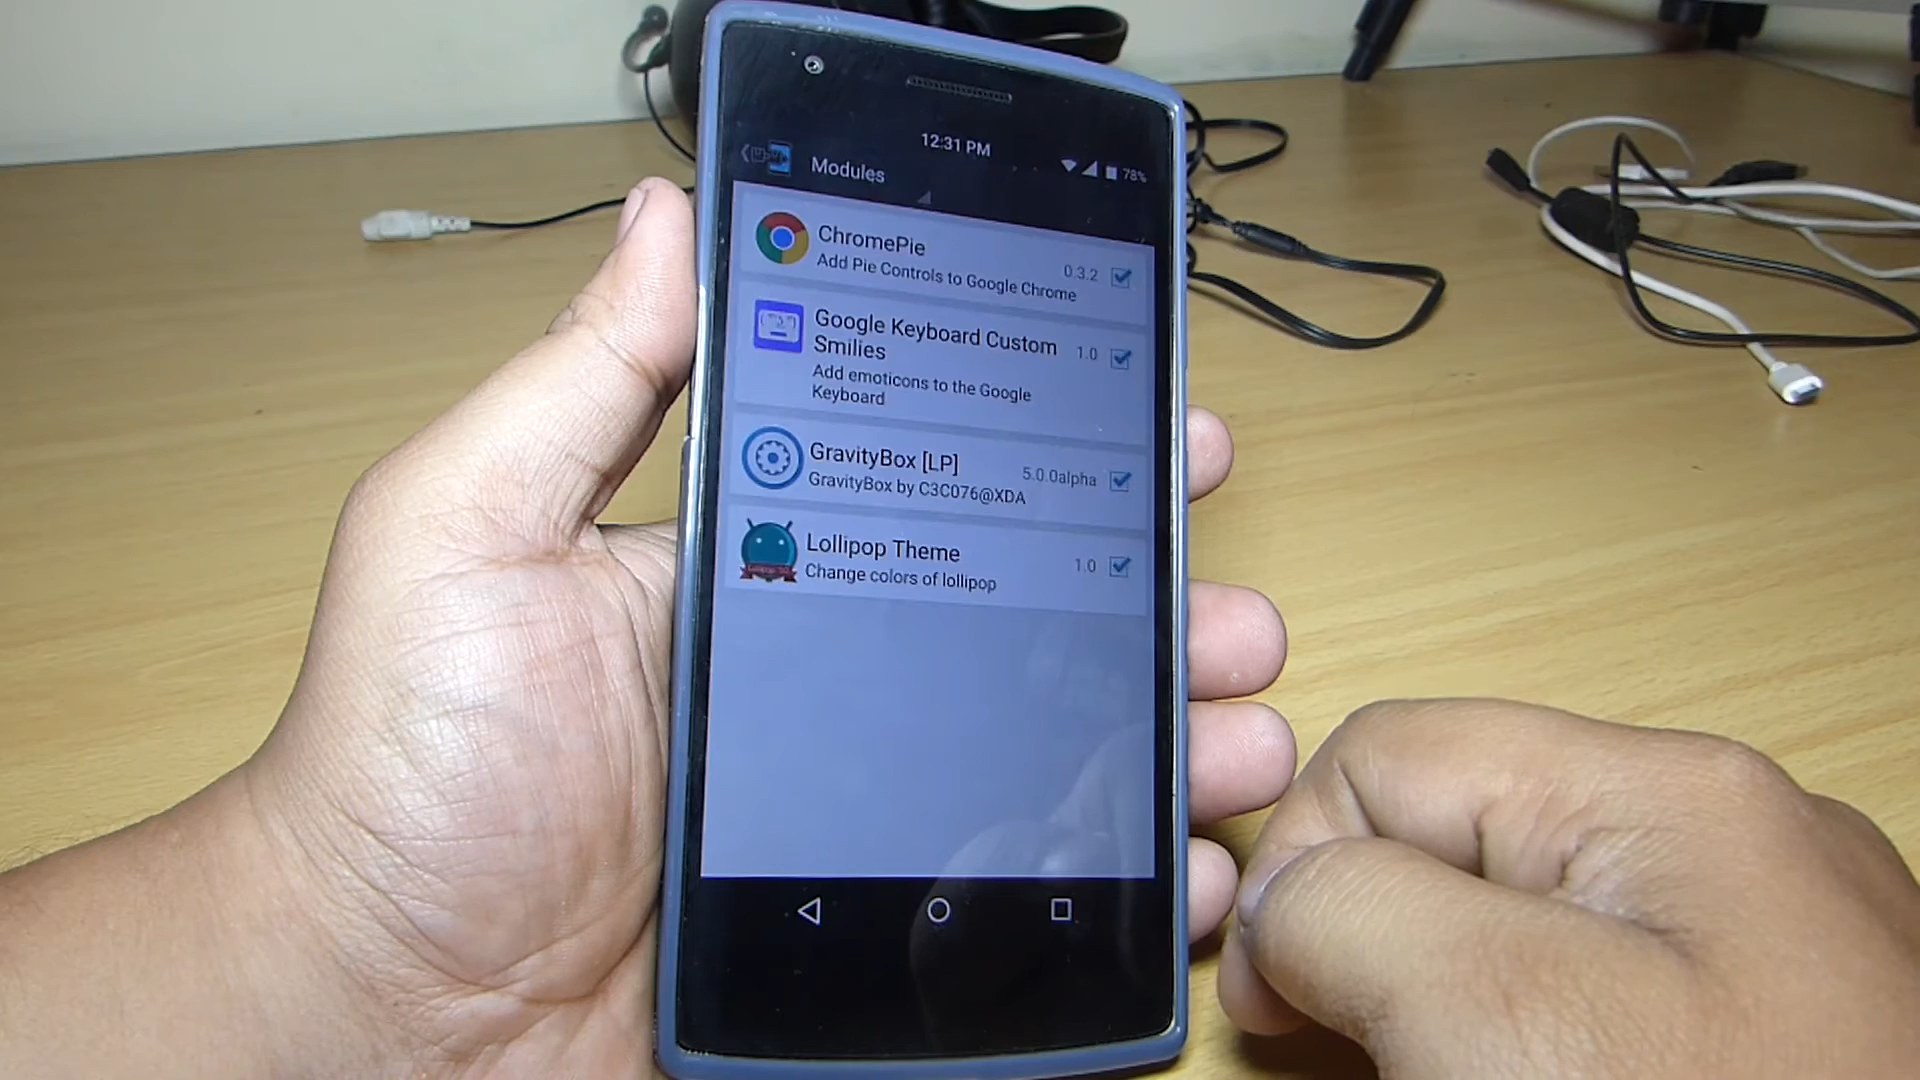 12:31 PM
78%
Modules
ChromePie
Add Pie Controls to Google Chrome
0.3.2
Google Keyboard Custom
Smilies
1.0
Add emoticons to the Google
Keyboard
GravityBox [LP]
5.0.0alpha
GravityBox by C3C076@XDA
Lollipop Theme
1.0
Change colors of lollipop